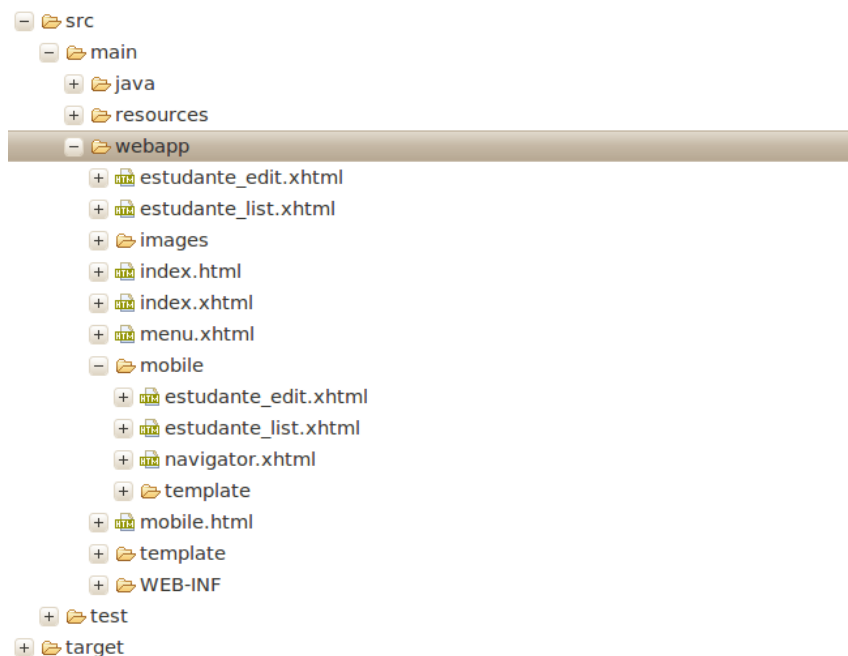 src
main
java
resources
webapp
estudante_edit.xhtml
estudante_list.xhtml
images
index.html
index.xhtml
menu.xhtml
mobile
estudante_edit.xhtml
estudante_list.xhtml
navigator.xhtml
template
mobile.html
template
WEB-INF
test
target